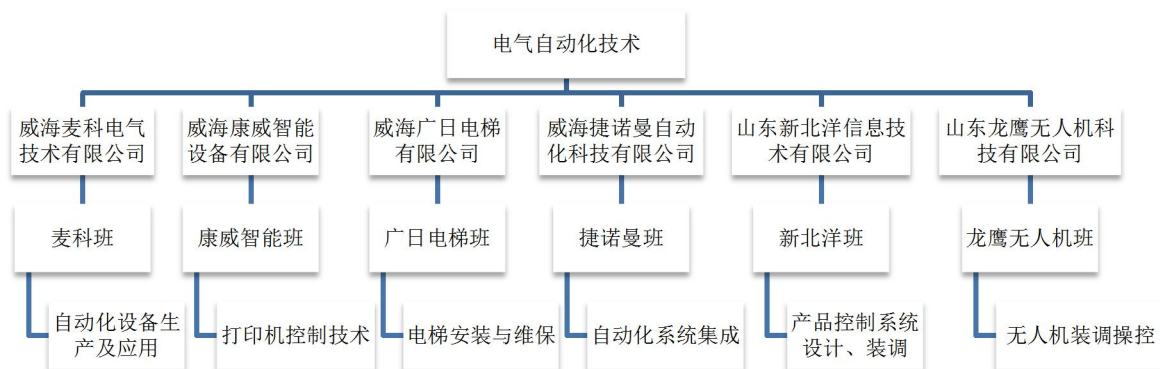 电气自动化技术
威海麦科电气
技术有限公司
威海康威智能
设备有限公司
威海广日电梯
有限公司
威海捷诺曼自动
化科技有限公司
山东新北洋信息技
术有限公司
山东龙鹰无人机科
技有限公司
麦科班
康威智能班
广日电梯班
捷诺曼班
新北洋班
龙鹰无人机班
自动化设备生
产及应用
打印机控制技术
电梯安装与维保
自动化系统集成
产品控制系统
设计、装调
无人机装调操控